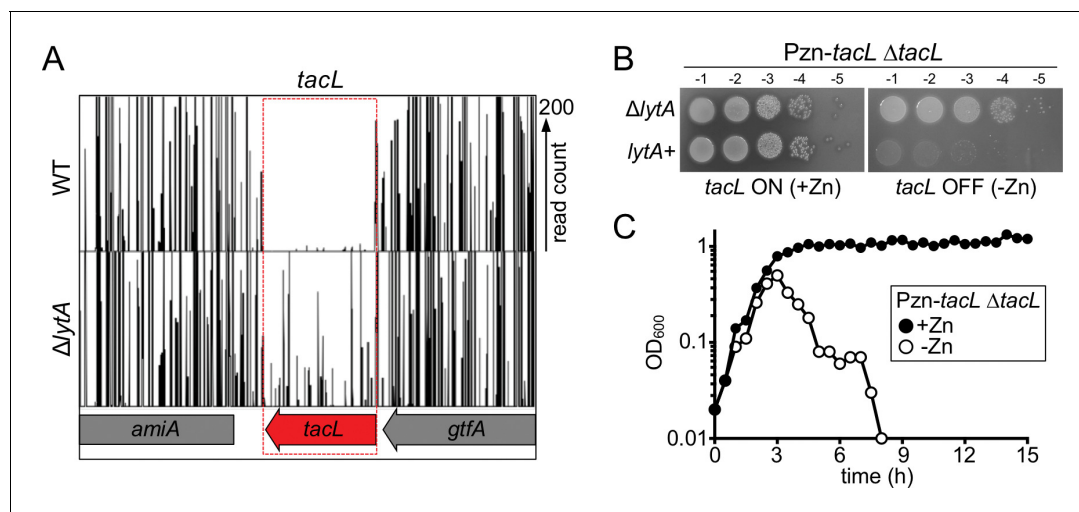 A
tacL
200
WT
read count
ΔlytA
amiA
tacL
gtfA
B
Pzn-tacL ΔtacL
-1 -2 -3 -4 -5 -1 -2 -3 -4 -5
ΔlytA
lytA+
tacL ON (+Zn) tacL OFF (-Zn)
C
1
0.1
0.01
OD600
Pzn-tacL ΔtacL
+Zn
-Zn
0 3 6 9 12 15
time (h)